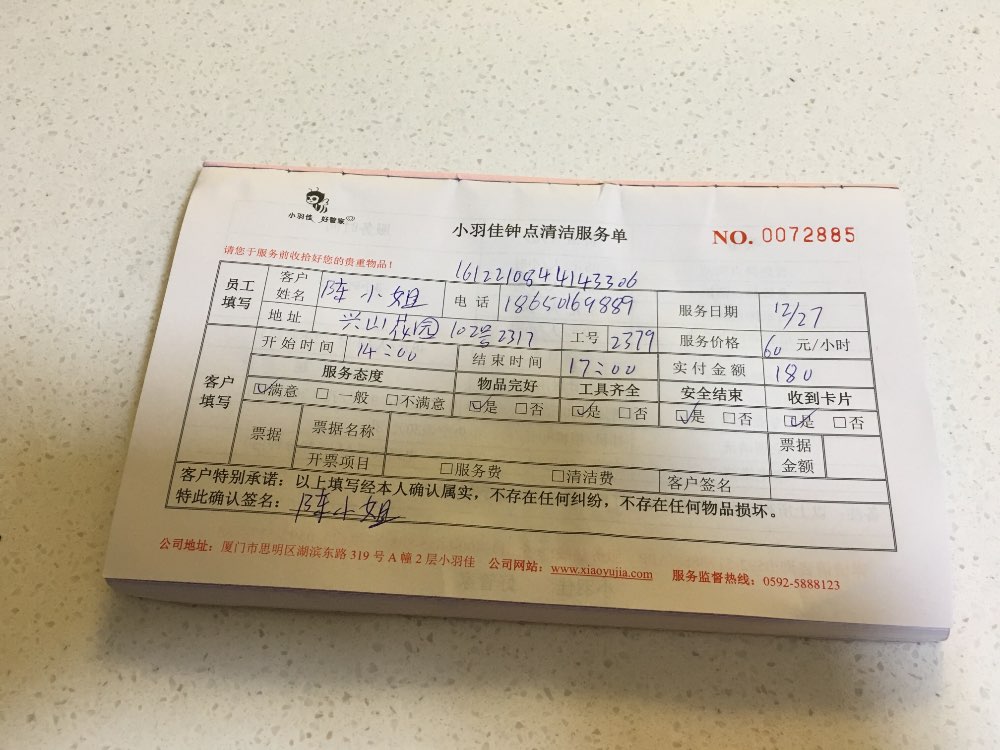 小羽佳 好管家
小羽佳钟点清洁服务单
NO. 0072885
请您于服务前收拾好您的贵重物品!
1612210844143306
员工填写 客户姓名 陈小姐 电话 18650169889 服务日期 12/27
地址 兴山花园102号2317 工号 2379 服务价格 60 元/小时
客户填写 开始时间 14:00 结束时间 17:00 实付金额 180
服务态度 物品完好 工具齐全 安全结束 收到卡片
☑满意 □一般 □不满意 ☑是 □否 ☑是 □否 ☑是 □否 ☑是 □否
票据 票据名称 票据金额
开票项目 □服务费 □清洁费 客户签名
客户特别承诺:以上填写经本人确认属实,不存在任何纠纷,不存在任何物品损坏。
特此确认签名:陈小姐
公司地址:厦门市思明区湖滨东路 319 号 A 幢 2 层小羽佳 公司网站:www.xiaoyujia.com 服务监督热线:0592-5888123